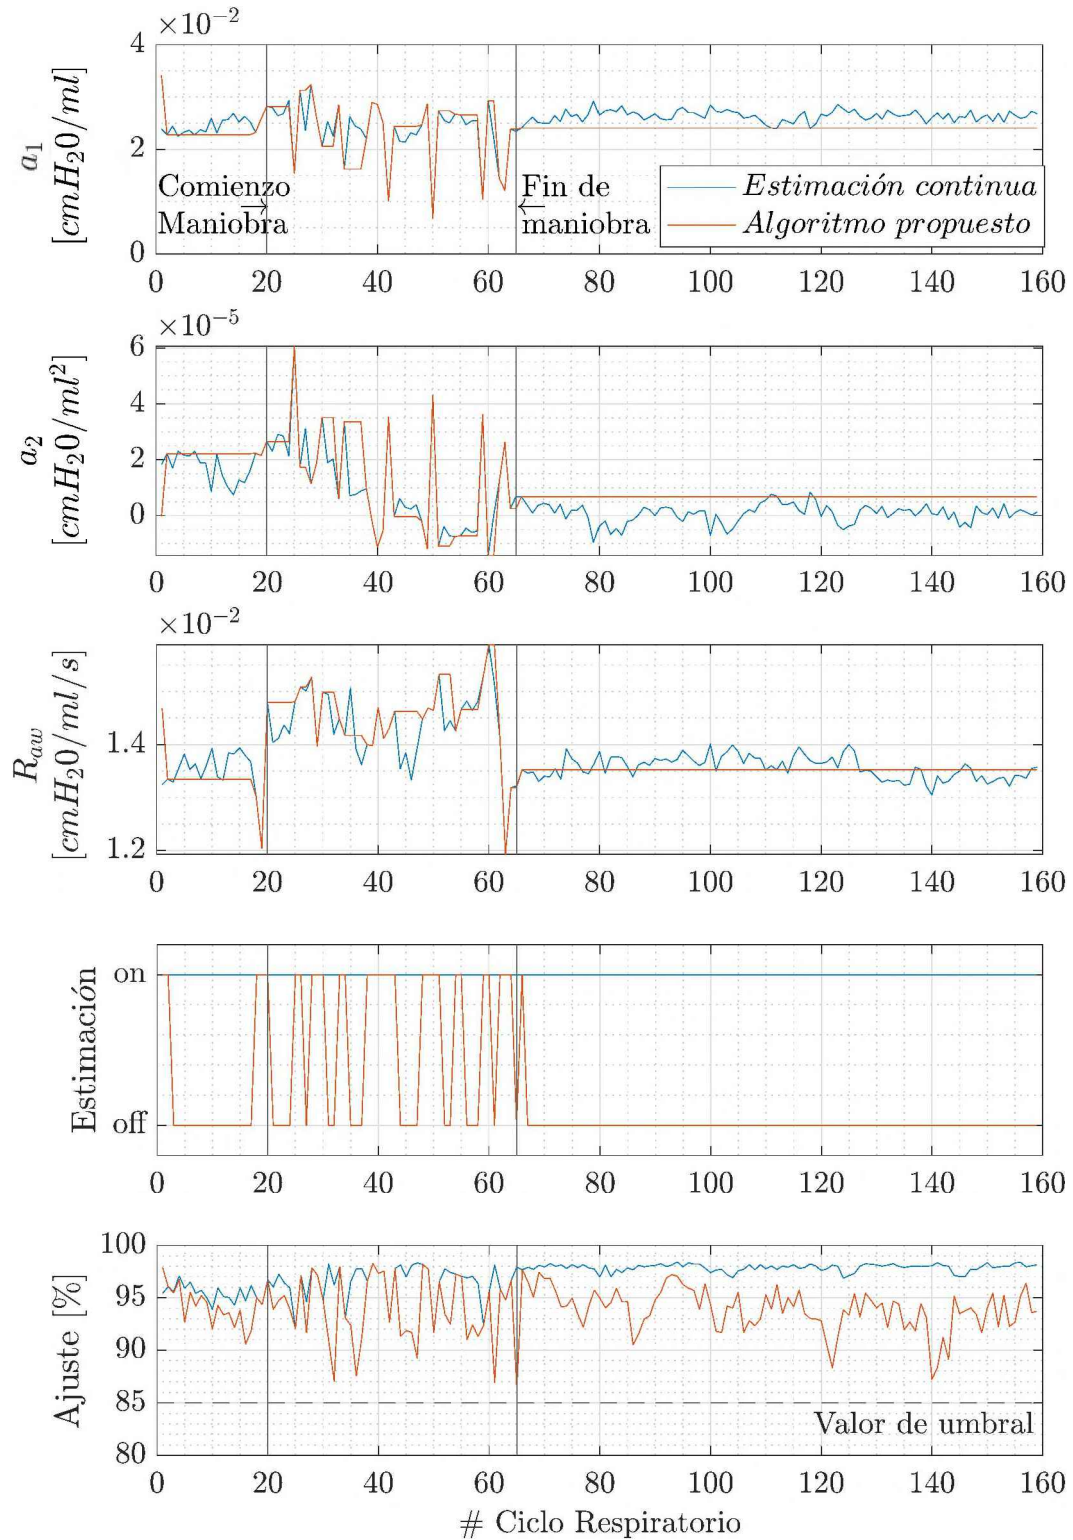 ×10⁻²
4
2
0
a₁
[cmH₂0/ml]
Comienzo
Maniobra
Fin de
maniobra
Estimación continua
Algoritmo propuesto
0 20 40 60 80 100 120 140 160
×10⁻⁵
6
4
2
0
a₂
[cmH₂0/ml²]
0 20 40 60 80 100 120 140 160
×10⁻²
1.4
1.2
R_aw
[cmH₂0/ml/s]
0 20 40 60 80 100 120 140 160
on
off
Estimación
0 20 40 60 80 100 120 140 160
100
95
90
85
80
Ajuste [%]
Valor de umbral
0 20 40 60 80 100 120 140 160
# Ciclo Respiratorio